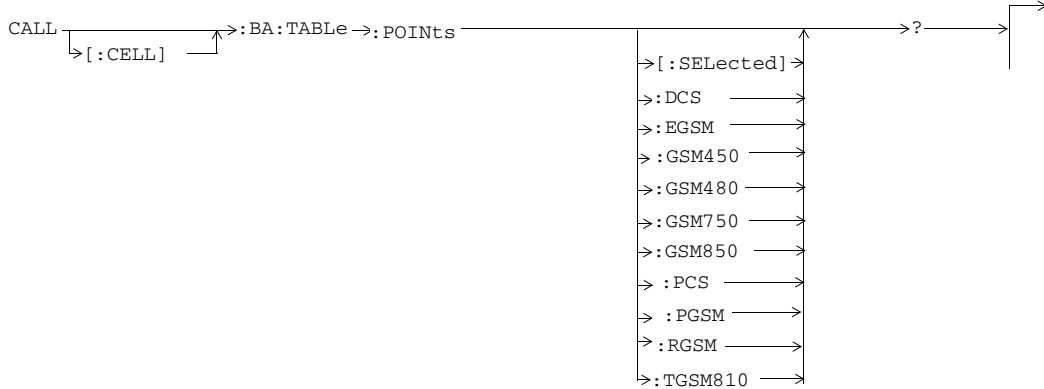 CALL :BA:TABLe :POINts ?
[:CELL]
[:SELected]
:DCS
:EGSM
:GSM450
:GSM480
:GSM750
:GSM850
:PCS
:PGSM
:RGSM
:TGSM810